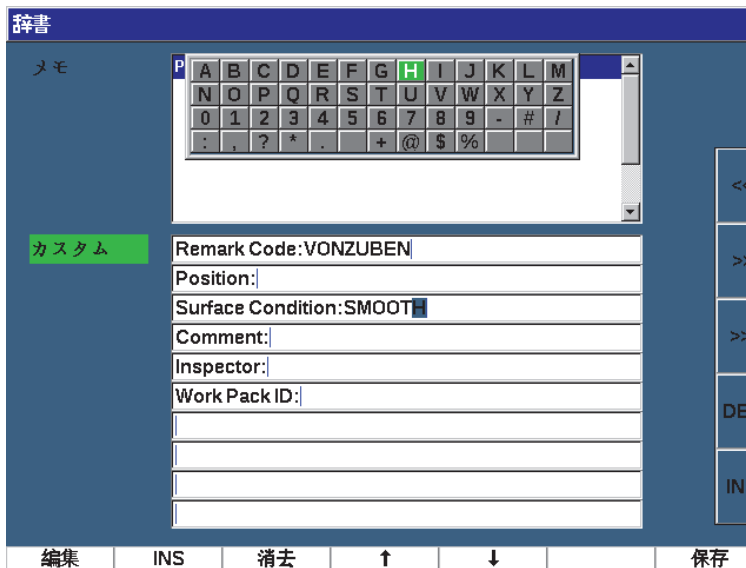 辞書
メモ
P
A B C D E F G H I J K L M
N O P Q R S T U V W X Y Z
0 1 2 3 4 5 6 7 8 9 - # /
: , ? * . + @ $ %
<<
カスタム
Remark Code:VONZUBEN
>>
Position:
Surface Condition:SMOOTH
Comment:
>>
Inspector:
Work Pack ID:
DE
IN
編集 INS 消去 ↑ ↓ 保存